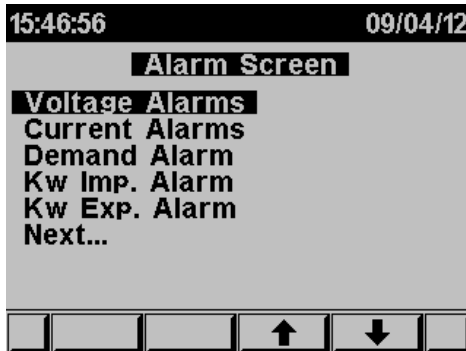 15:46:56 09/04/12
Alarm Screen
Voltage Alarms
Current Alarms
Demand Alarm
Kw Imp. Alarm
Kw Exp. Alarm
Next...